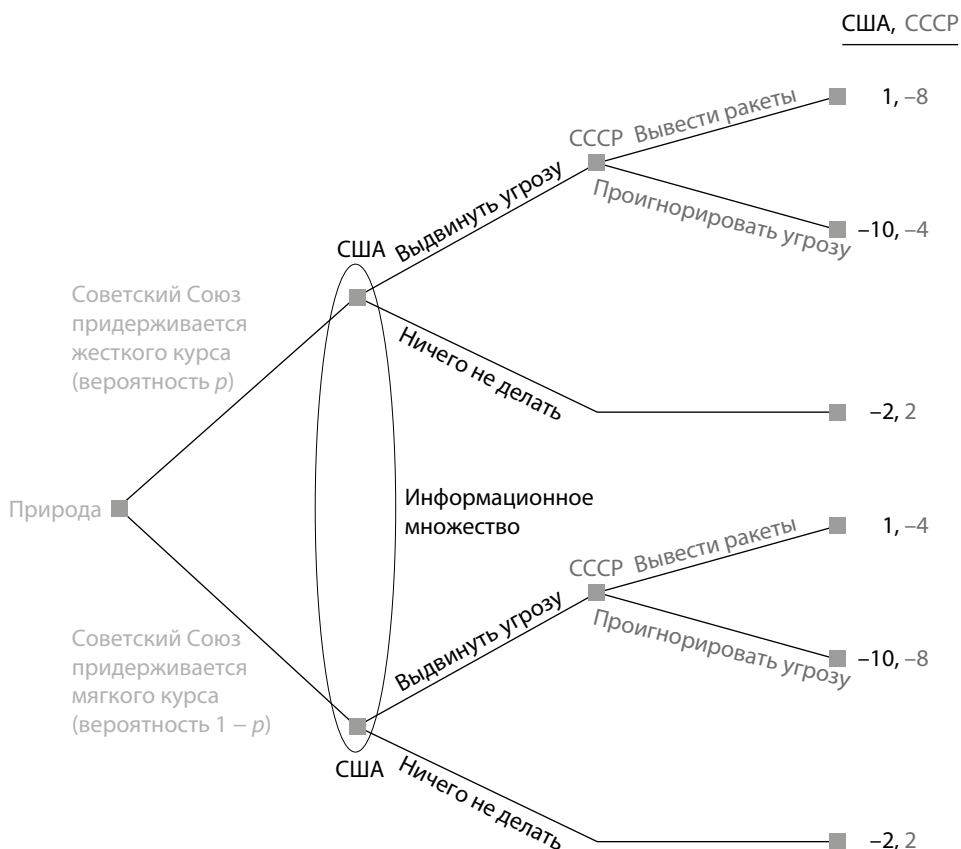 США, СССР
1, –8
Вывести ракеты
СССР
Проигнорировать угрозу
–10, –4
Выдвинуть угрозу
США
Советский Союз
придерживается
жесткого курса
(вероятность p)
Ничего не делать
–2, 2
Природа
Информационное
множество
1, –4
Вывести ракеты
СССР
Проигнорировать угрозу
–10, –8
Выдвинуть угрозу
Советский Союз
придерживается
мягкого курса
(вероятность 1 – p)
США
Ничего не делать
–2, 2